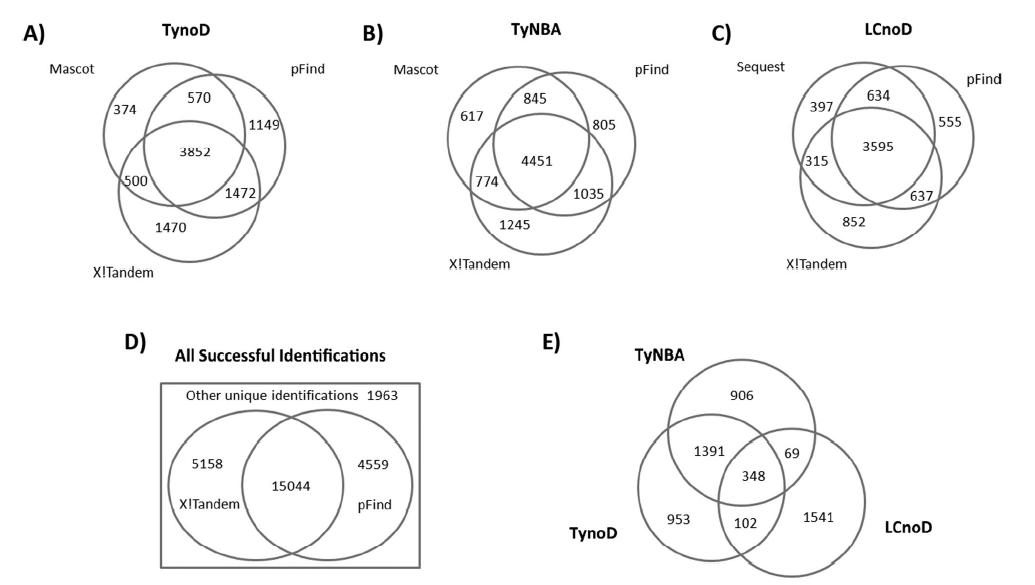 A)
TynoD
Mascot
pFind
374
570
1149
3852
500
1472
1470
X!Tandem
B)
TyNBA
Mascot
pFind
617
845
805
4451
774
1035
1245
X!Tandem
C)
LCnoD
Sequest
pFind
397
634
555
3595
315
637
852
X!Tandem
D)
All Successful Identifications
Other unique identifications 1963
5158
4559
15044
X!Tandem
pFind
E)
TyNBA
906
1391
69
348
953
102
1541
TynoD
LCnoD